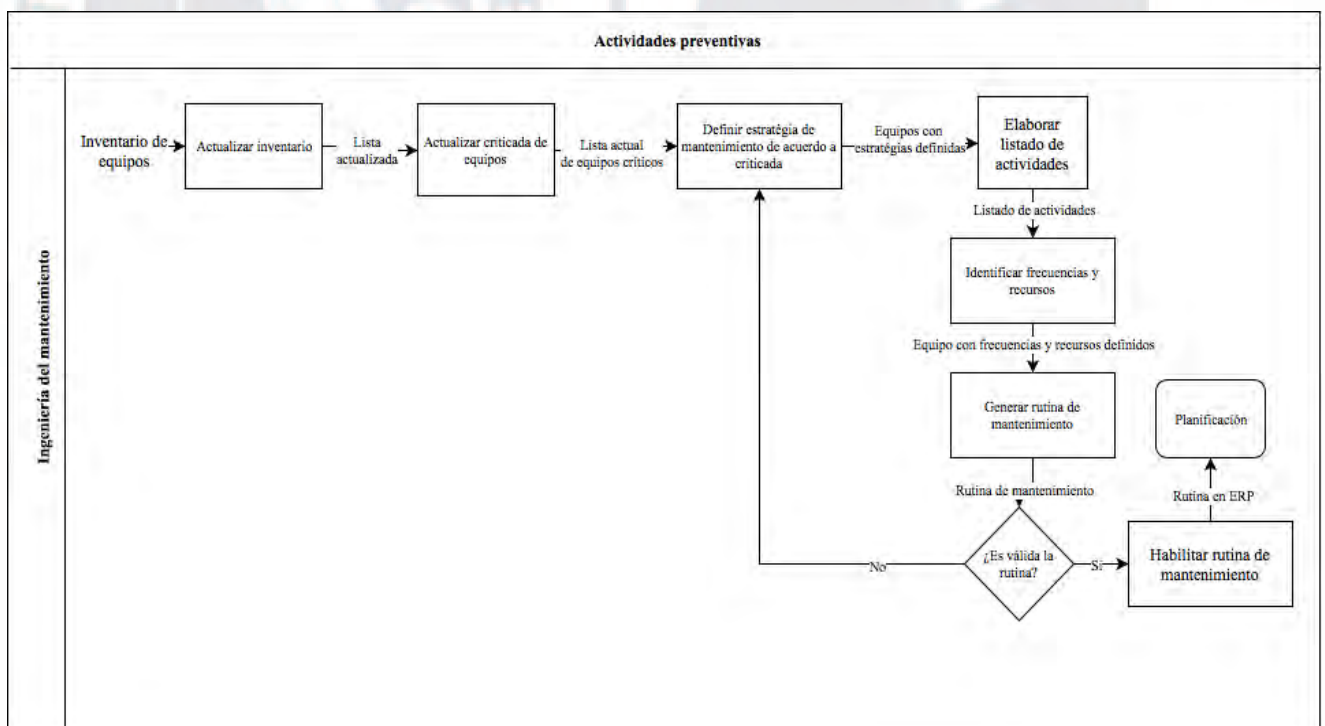 Actividades preventivas
Ingeniería del mantenimiento
Inventario de
equipos
Actualizar inventario
Lista
actualizada
Actualizar criticada de
equipos
Lista actual
de equipos críticos
Definir estratégia de
mantenimiento de acuerdo a
criticada
Equipos con
estratégias definidas
Elaborar
listado de
actividades
Listado de actividades
Identificar frecuencias y
recursos
Equipo con frecuencias y recursos definidos
Generar rutina de
mantenimiento
Rutina de mantenimiento
¿Es válida la
rutina?
No
Si
Habilitar rutina de
mantenimiento
Rutina en ERP
Planificación